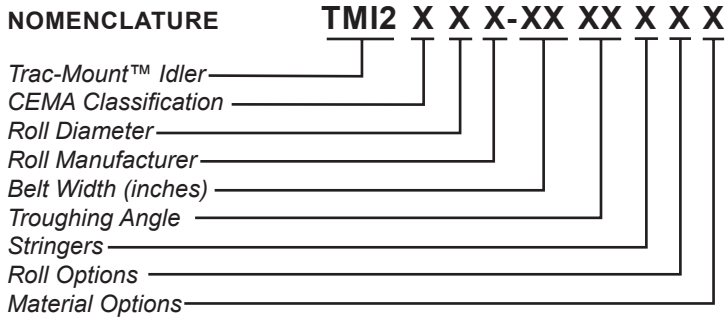 NOMENCLATURE TMI2 X X X-XX XX X X X
Trac-Mount™ Idler
CEMA Classification
Roll Diameter
Roll Manufacturer
Belt Width (inches)
Troughing Angle
Stringers
Roll Options
Material Options